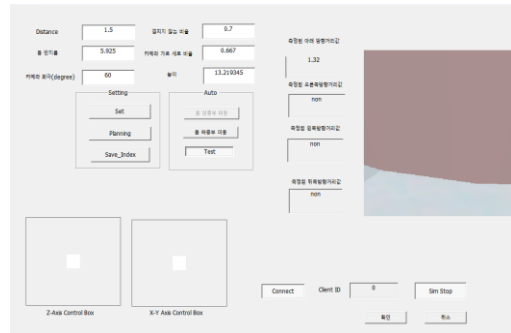 Distance 1.5 겹치지 않는 비율 0.7
돔 반지름 5.925 카메라 가로 세로 비율 0.667
카메라 화각(degree) 60 높이 13.219345
측정된 아래 방향거리값
1.32
측정된 오른쪽방향거리값
non
측정된 왼쪽방향거리값
non
측정된 뒤쪽방향거리값
non
Setting
Set
Planning
Save_Index
Auto
Test
Z-Axis Control Box
X-Y Axis Control Box
Connect Client ID 0 Sim Stop
확인 취소